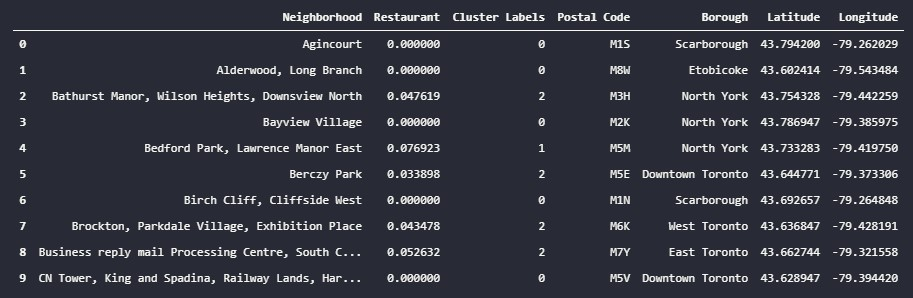 Neighborhood Restaurant Cluster Labels Postal Code Borough Latitude Longitude
0 Agincourt 0.000000 0 M1S Scarborough 43.794200 -79.262029
1 Alderwood, Long Branch 0.000000 0 M8W Etobicoke 43.602414 -79.543484
2 Bathurst Manor, Wilson Heights, Downsview North 0.047619 2 M3H North York 43.754328 -79.442259
3 Bayview Village 0.000000 0 M2K North York 43.786947 -79.385975
4 Bedford Park, Lawrence Manor East 0.076923 1 M5M North York 43.733283 -79.419750
5 Berczy Park 0.033898 2 M5E Downtown Toronto 43.644771 -79.373306
6 Birch Cliff, Cliffside West 0.000000 0 M1N Scarborough 43.692657 -79.264848
7 Brockton, Parkdale Village, Exhibition Place 0.043478 2 M6K West Toronto 43.636847 -79.428191
8 Business reply mail Processing Centre, South C... 0.052632 2 M7Y East Toronto 43.662744 -79.321558
9 CN Tower, King and Spadina, Railway Lands, Har... 0.000000 0 M5V Downtown Toronto 43.628947 -79.394420